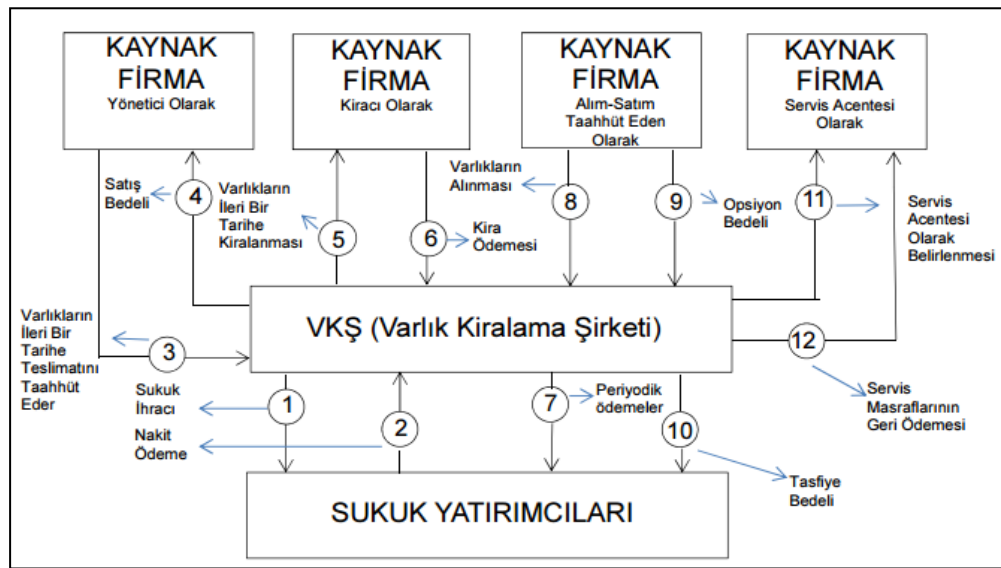 KAYNAK
FİRMA
Yönetici Olarak
KAYNAK
FİRMA
Kiracı Olarak
KAYNAK
FİRMA
Alım-Satım
Taahhüt Eden
Olarak
KAYNAK
FİRMA
Servis Acentesi
Olarak
Satış
Bedeli
4
Varlıkların
İleri Bir
Tarihe
Kiralanması
5
6
Kira
Ödemesi
Varlıkların
Alınması
8
9
Opsiyon
Bedeli
11
Servis
Acentesi
Olarak
Belirlenmesi
VKŞ (Varlık Kiralama Şirketi)
Varlıkların
İleri Bir
Tarihe
Teslimatını
Taahhüt
Eder
3
12
Servis
Masraflarının
Geri Ödemesi
Sukuk
İhracı
1
Nakit
Ödeme
2
7
Periyodik
ödemeler
10
Tasfiye
Bedeli
SUKUK YATIRIMCILARI